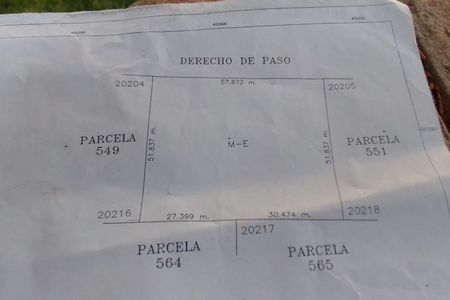 DERECHO DE PASO
57.873 m.
20204
20205
51.837 m.
51.837 m.
PARCELA
549
M-E
PARCELA
551
20216
27.399 m.
30.474 m.
20218
20217
PARCELA
564
PARCELA
565